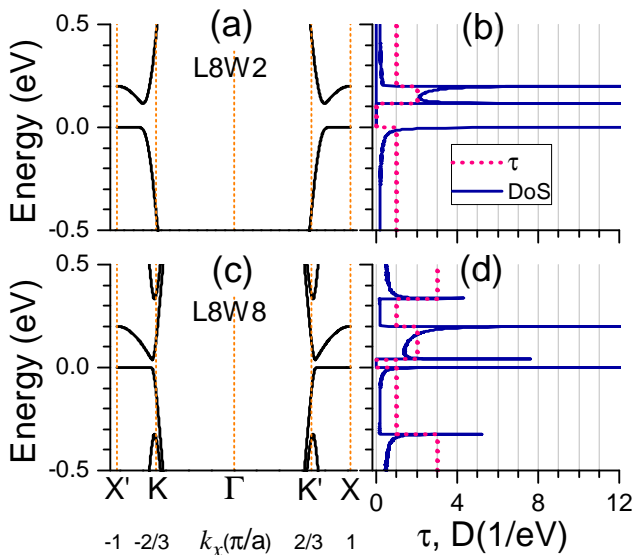 (a) (b)
0.5
L8W2
Energy (eV)
0.0
τ
DoS
-0.5
(c) (d)
0.5
L8W8
Energy (eV)
0.0
-0.5
X' K Γ K' X
0 4 8 12
-1 -2/3 k_x(π/a) 2/3 1
τ, D(1/eV)